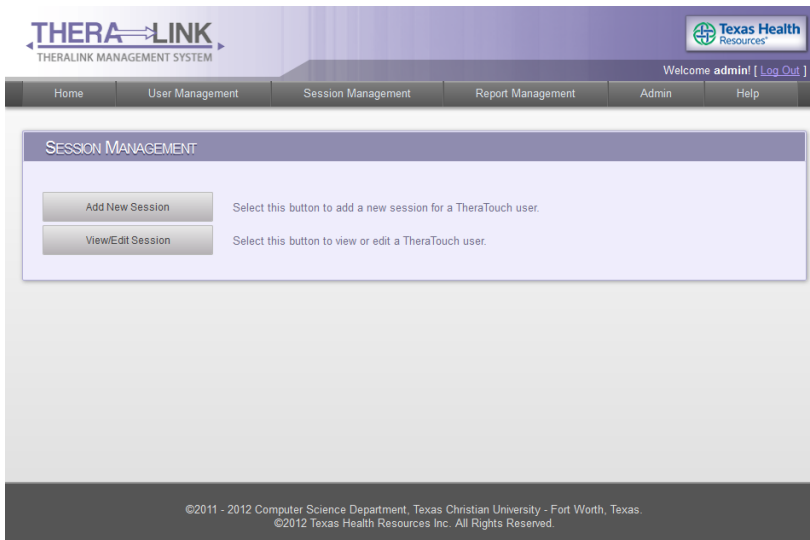 THERA LINK
THERALINK MANAGEMENT SYSTEM
Texas Health
Resources®
Welcome admin! [ Log Out ]
Home User Management Session Management Report Management Admin Help
SESSION MANAGEMENT
Add New Session Select this button to add a new session for a TheraTouch user.
View/Edit Session Select this button to view or edit a TheraTouch user.
©2011 - 2012 Computer Science Department, Texas Christian University - Fort Worth, Texas.
©2012 Texas Health Resources Inc. All Rights Reserved.